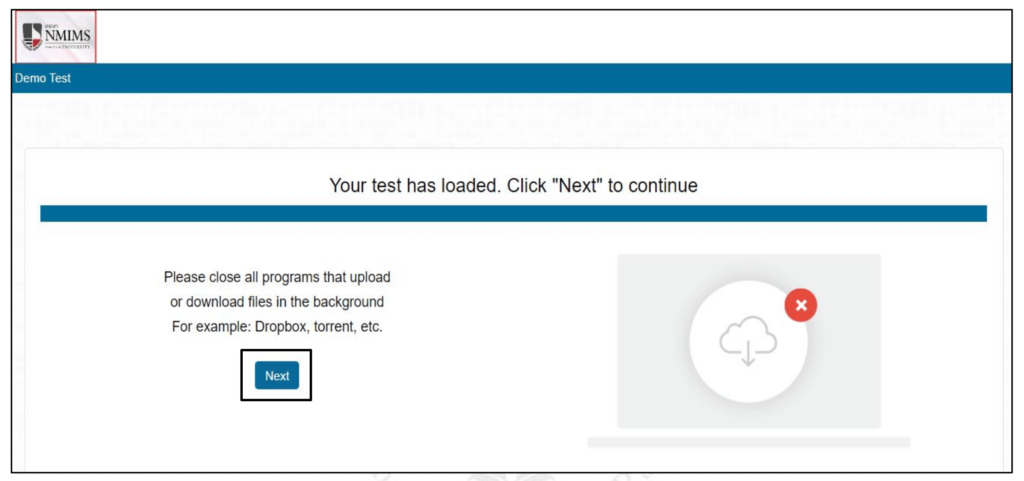 NMIMS
Demo Test
Your test has loaded. Click "Next" to continue
Please close all programs that upload
or download files in the background
For example: Dropbox, torrent, etc.
Next